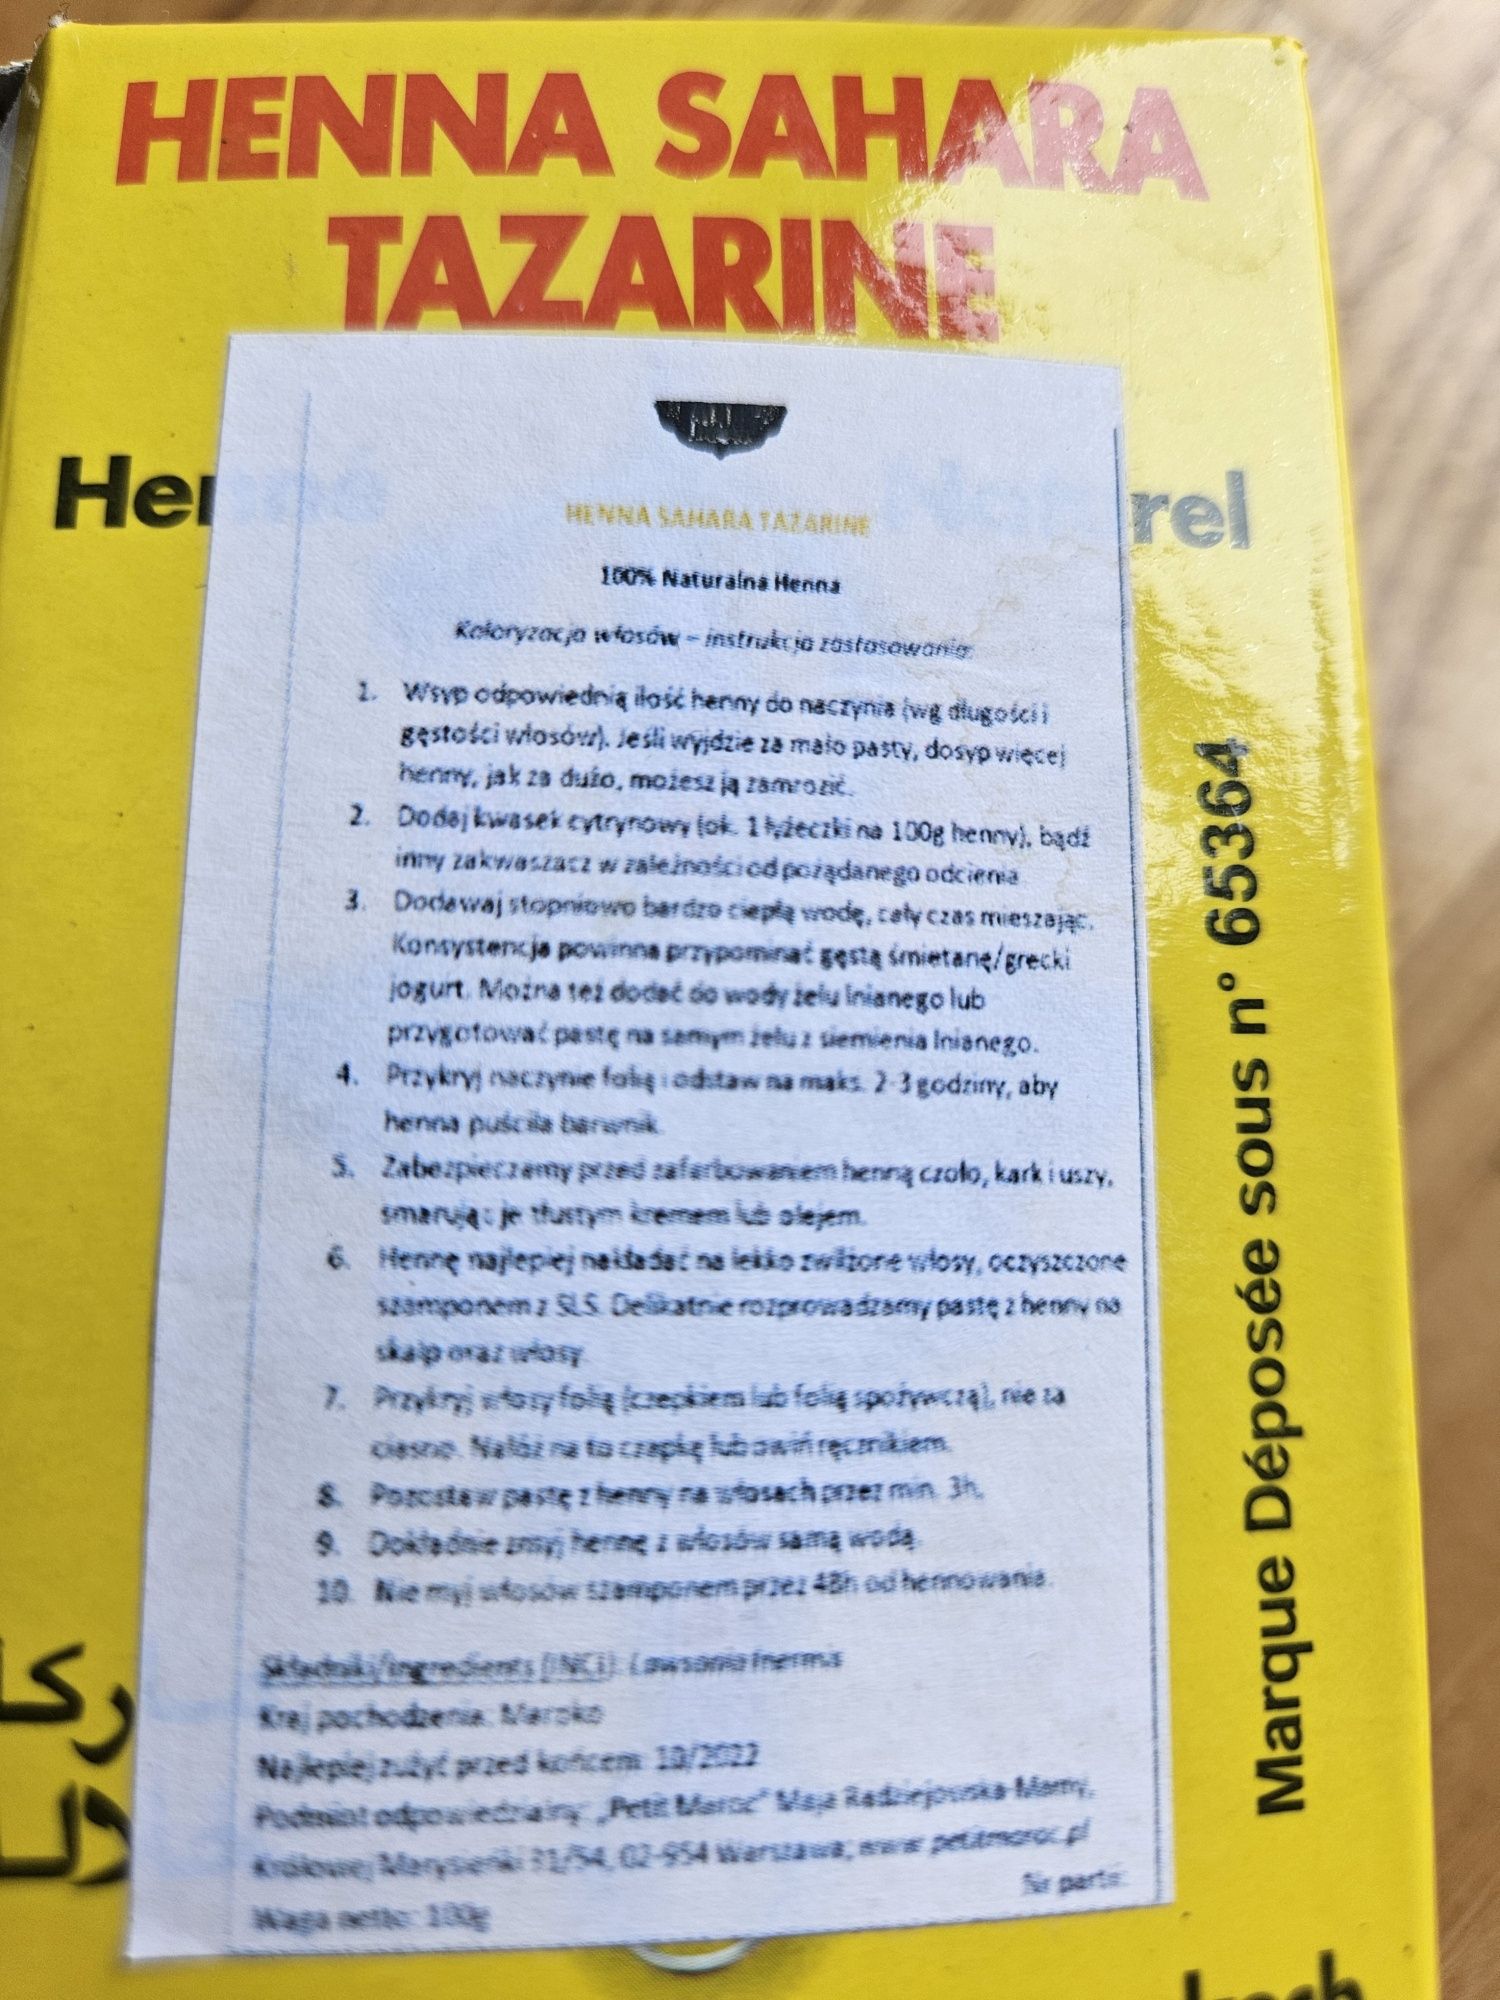 HENNA SAHARA
TAZARINE
Her
rel
HENNA SAHARA TAZARINE
100% Naturalna Henna
Koloryzacja włosów – instrukcja zastosowania:
1. Wsyp odpowiednią ilość henny do naczynia (wg długości i
gęstości włosów). Jeśli wyjdzie za mało pasty, dosyp więcej
henny, jak za dużo, możesz ją zamrozić.
2. Dodaj kwasek cytrynowy (ok. 1 łyżeczki na 100g henny), bądź
inny zakwaszacz w zależności od pożądanego odcienia
3. Dodawaj stopniowo bardzo ciepłą wodę, cały czas mieszając.
Konsystencja powinna przypominać gęstą śmietanę/grecki
jogurt. Można też dodać do wody żelu lnianego lub
przygotować pastę na samym żelu z siemienia lnianego.
4. Przykryj naczynie folią i odstaw na maks. 2-3 godziny, aby
henna puściła barwnik.
5. Zabezpieczamy przed zafarbowaniem henną czoło, kark i uszy,
smarując je tłustym kremem lub olejem.
6. Hennę najlepiej nakładać na lekko zwilżone włosy, oczyszczone
szamponem z SLS. Delikatnie rozprowadzamy pastę z henny na
skalp oraz włosy.
7. Przykryj włosy folią (czepkiem lub folią spożywczą), nie za
ciasno. Nałóż na to czapkę lub owiń ręcznikiem.
8. Pozostaw pastę z henny na włosach przez min. 3h.
9. Dokładnie zmyj hennę z włosów samą wodą.
10. Nie myj włosów szamponem przez 48h od hennowania.
Składniki/Ingredients (INCI): Lawsonia Inermis
Kraj pochodzenia: Maroko
Najlepiej zużyć przed końcem: 10/2022
Podmiot odpowiedzialny: „Petit Maroc" Maja Radziejowska-Mamy,
Królowej Marysieńki 31/54, 02-954 Warszawa; www.petitmaroc.pl
Nr partii:
Waga netto: 100g
Marque Déposée sous n° 65364